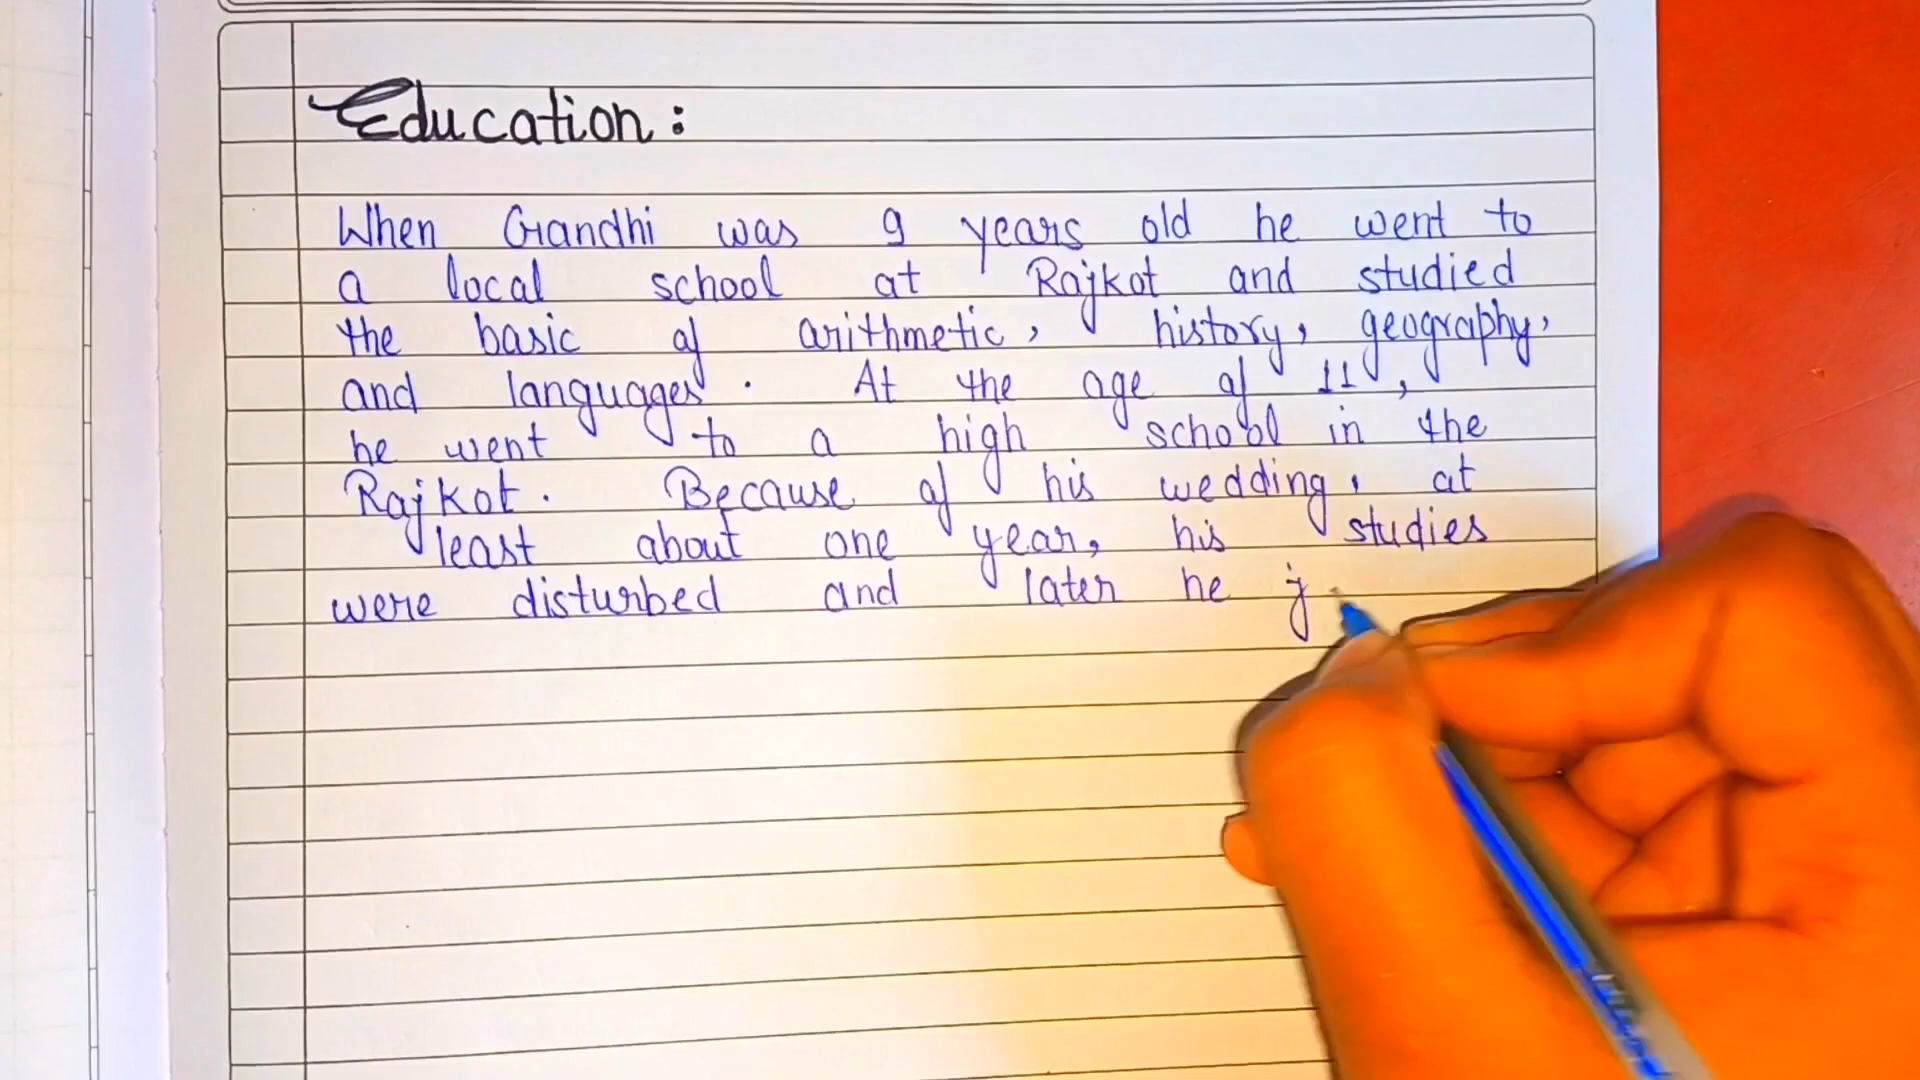 Education :
When Gandhi was 9 years old he went to
a local school at Rajkot and studied
the basic of arithmetic, history, geography,
and languages. At the age of 11,
he went to a high school in the
Rajkot. Because of his wedding, at
least about one year, his studies
were disturbed and later he j